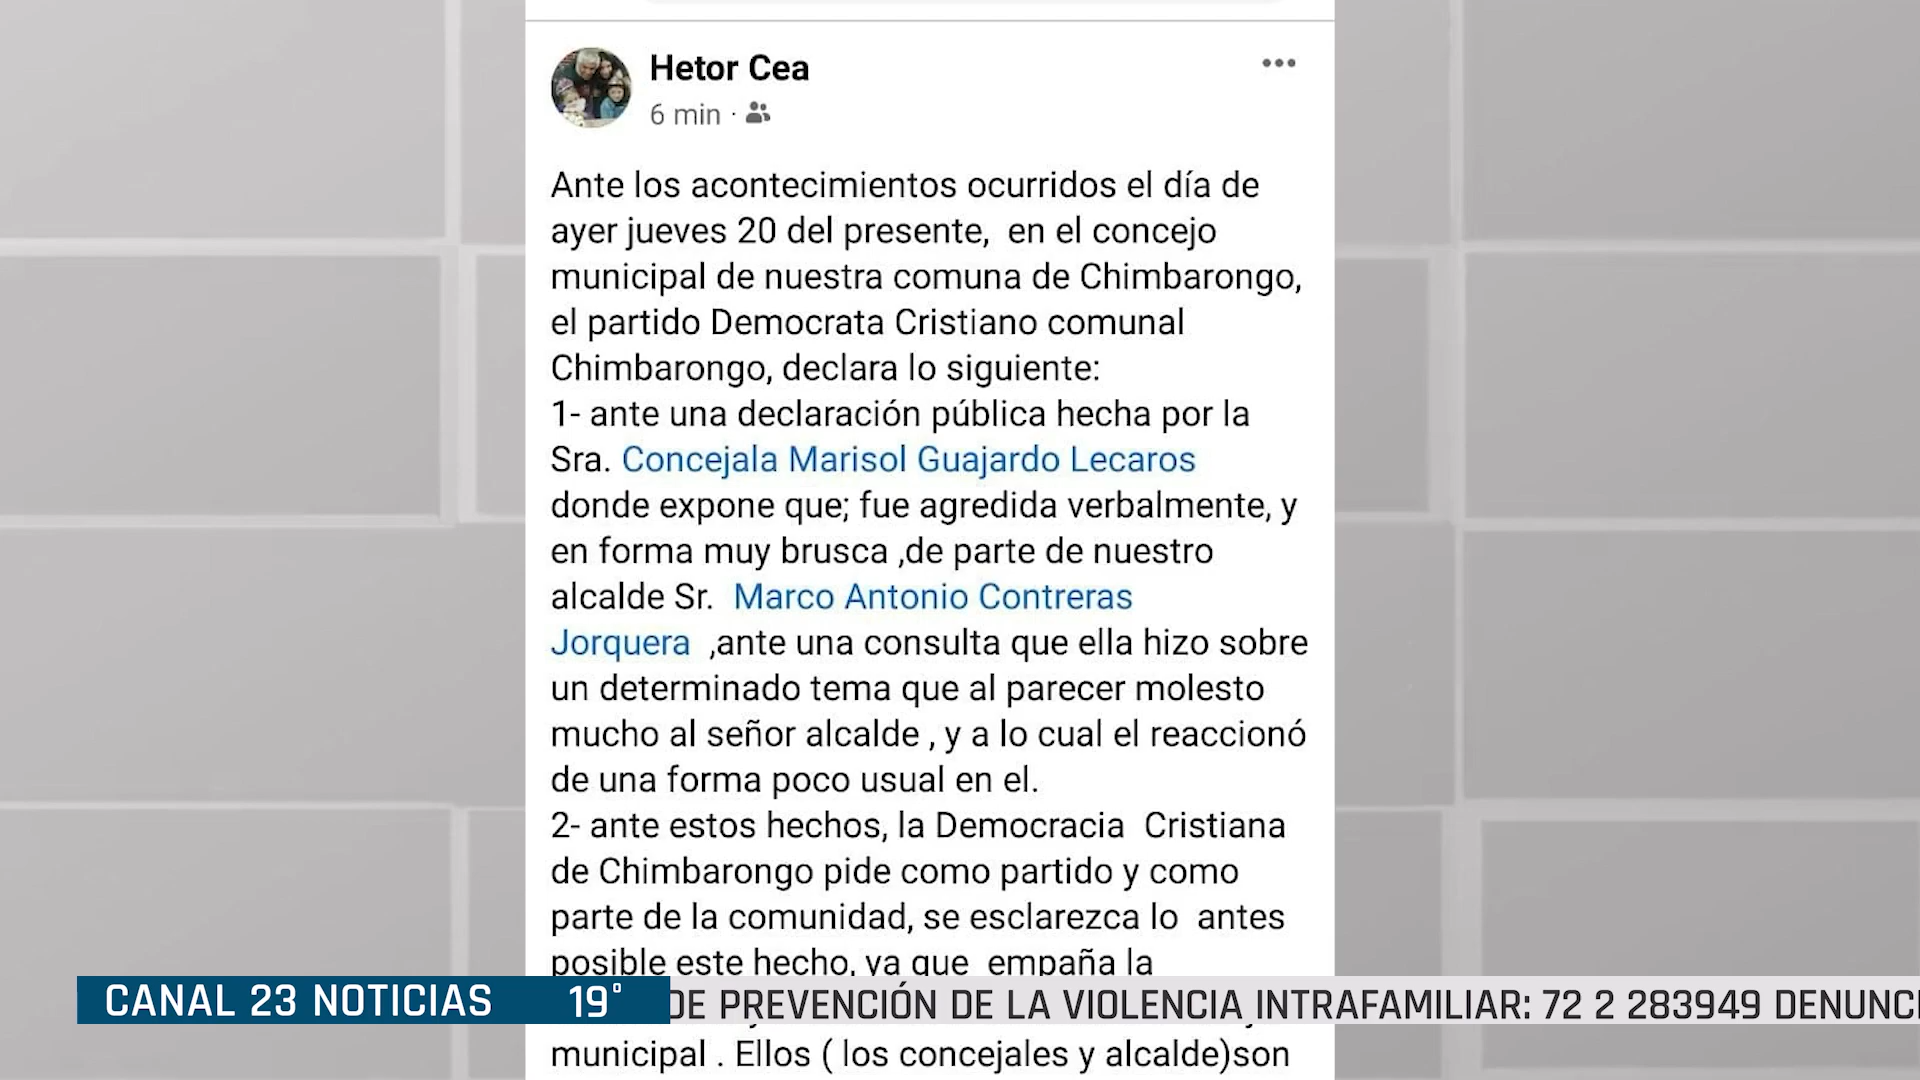 Hetor Cea
6 min ·
Ante los acontecimientos ocurridos el día de
ayer jueves 20 del presente,  en el concejo
municipal de nuestra comuna de Chimbarongo,
el partido Democrata Cristiano comunal
Chimbarongo, declara lo siguiente:
1- ante una declaración pública hecha por la
Sra. Concejala Marisol Guajardo Lecaros
donde expone que; fue agredida verbalmente, y
en forma muy brusca ,de parte de nuestro
alcalde Sr.  Marco Antonio Contreras
Jorquera  ,ante una consulta que ella hizo sobre
un determinado tema que al parecer molesto
mucho al señor alcalde , y a lo cual el reaccionó
de una forma poco usual en el.
2- ante estos hechos, la Democracia  Cristiana
de Chimbarongo pide como partido y como
parte de la comunidad, se esclarezca lo  antes
posible este hecho, ya que  empaña la
municipal . Ellos ( los concejales y alcalde)son
CANAL 23 NOTICIAS 19°
DE PREVENCIÓN DE LA VIOLENCIA INTRAFAMILIAR: 72 2 283949 DENUNCI